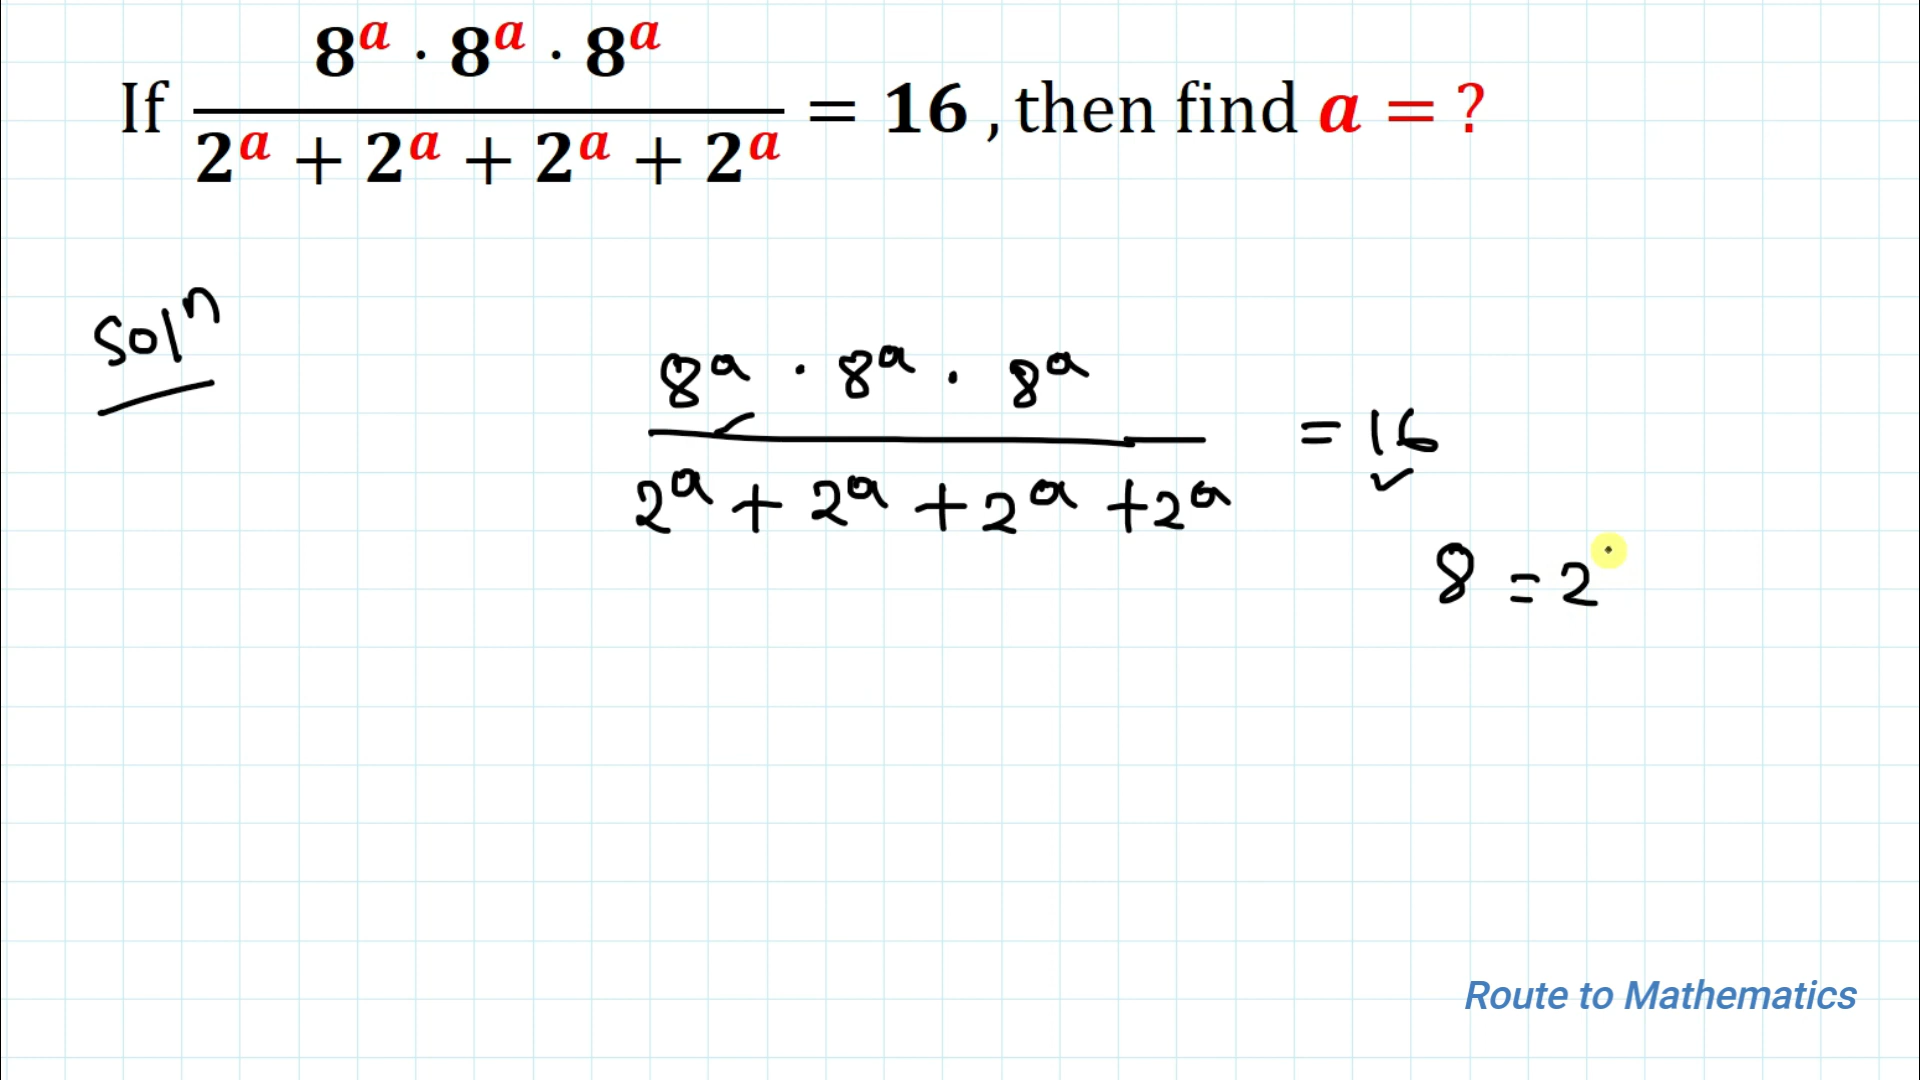 If 8^a · 8^a · 8^a / 2^a + 2^a + 2^a + 2^a = 16 , then find a = ?
Solⁿ
8^a · 8^a · 8^a
= 16
2^a + 2^a + 2^a + 2^a
8 = 2
Route to Mathematics